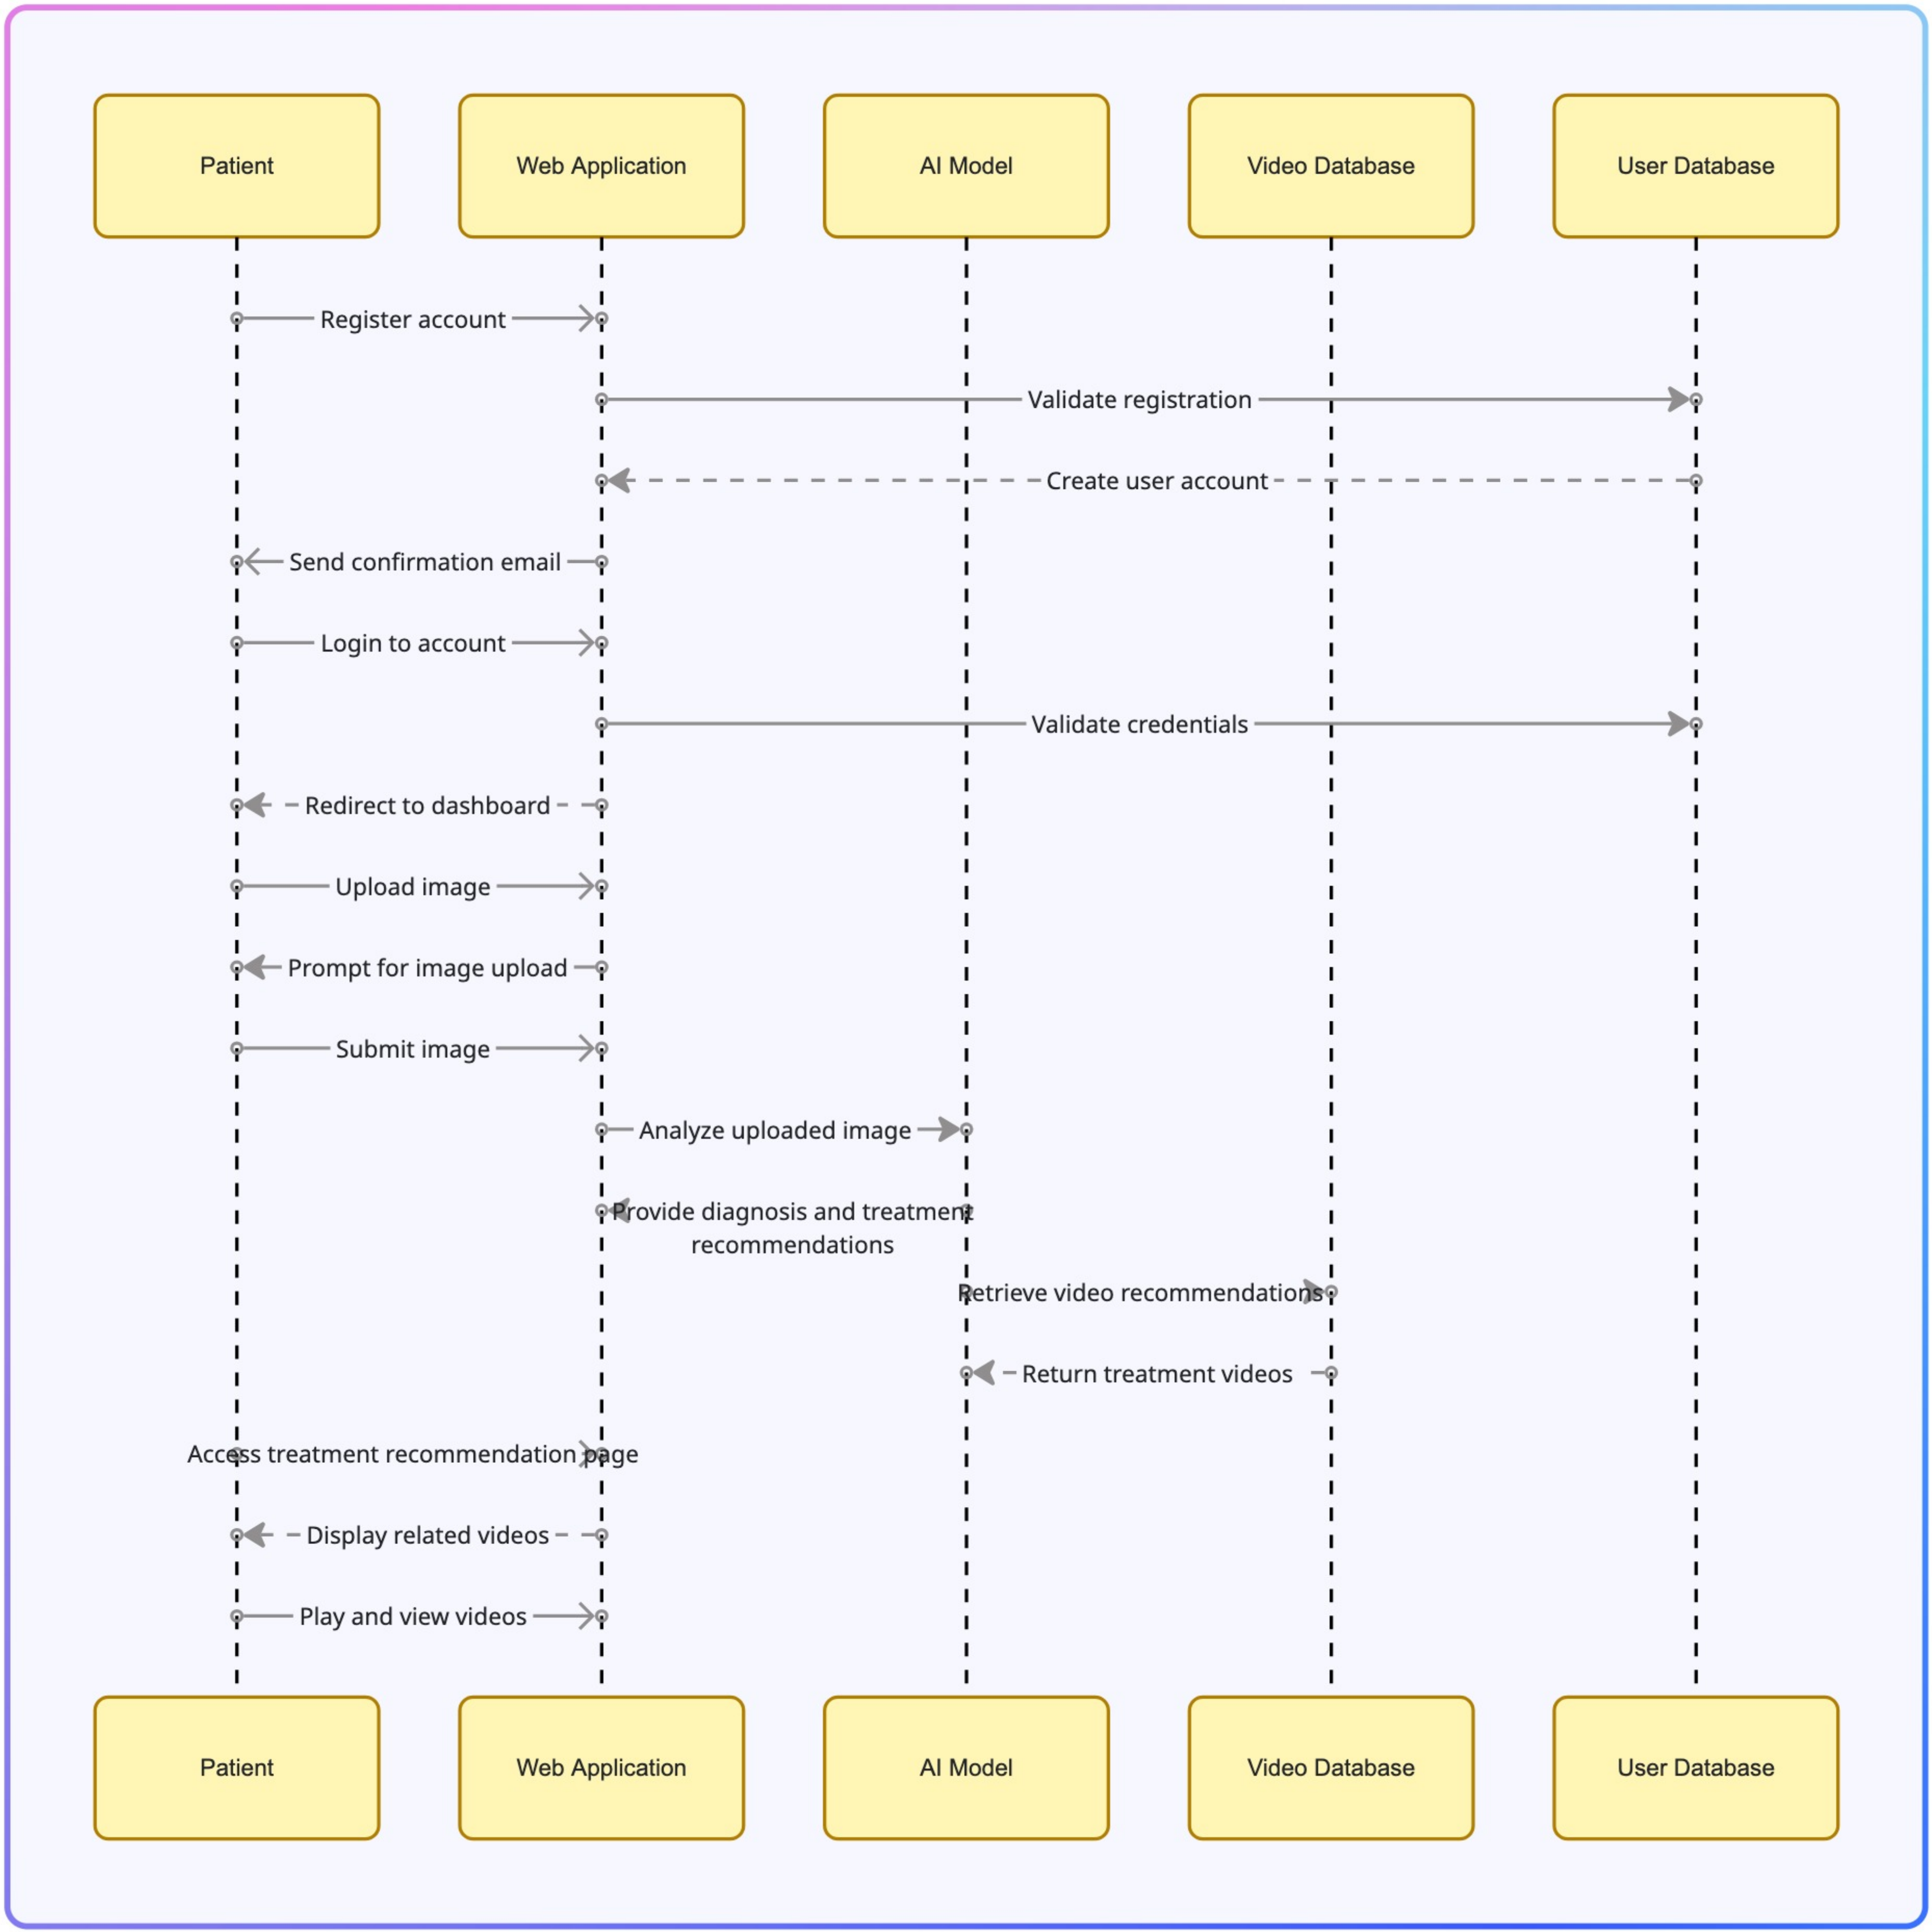 Patient
Web Application
AI Model
Video Database
User Database
Register account
Validate registration
Create user account
Send confirmation email
Login to account
Validate credentials
Redirect to dashboard
Upload image
Prompt for image upload
Submit image
Analyze uploaded image
Provide diagnosis and treatment
recommendations
Retrieve video recommendations
Return treatment videos
Access treatment recommendation page
Display related videos
Play and view videos
Patient
Web Application
AI Model
Video Database
User Database